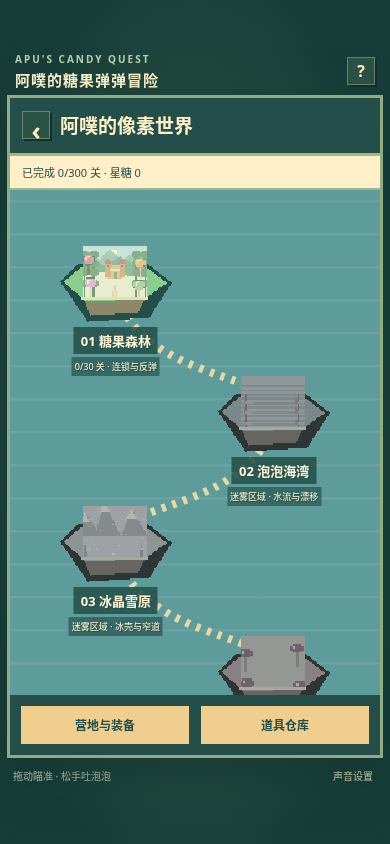 APU'S CANDY QUEST
阿噗的糖果弹弹冒险
?
‹ 阿噗的像素世界
已完成 0/300 关 · 星糖 0
01 糖果森林
0/30 关 · 连锁与反弹
02 泡泡海湾
迷雾区域 · 水流与漂移
03 冰晶雪原
迷雾区域 · 冰壳与窄道
营地与装备
道具仓库
拖动瞄准 · 松手吐泡泡
声音设置